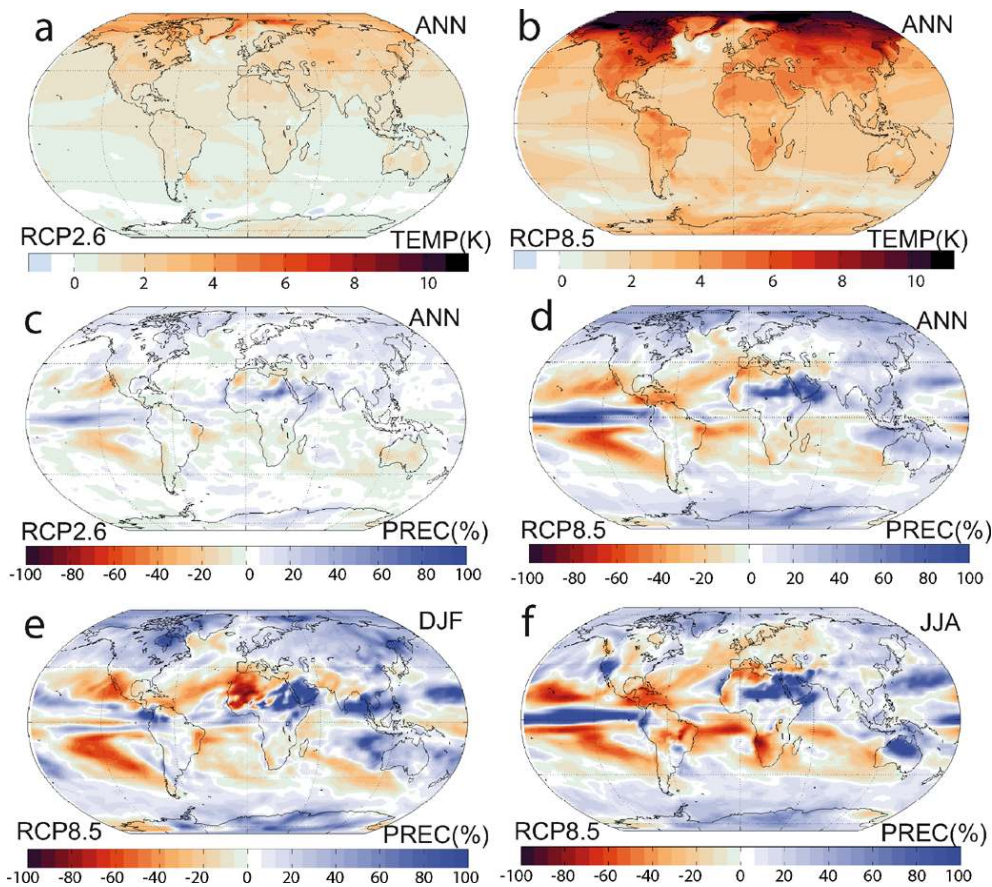 a ANN
RCP2.6 TEMP(K)
0 2 4 6 8 10
b ANN
RCP8.5 TEMP(K)
0 2 4 6 8 10
c ANN
RCP2.6 PREC(%)
-100 -80 -60 -40 -20 0 20 40 60 80 100
d ANN
RCP8.5 PREC(%)
-100 -80 -60 -40 -20 0 20 40 60 80 100
e DJF
RCP8.5 PREC(%)
-100 -80 -60 -40 -20 0 20 40 60 80 100
f JJA
RCP8.5 PREC(%)
-100 -80 -60 -40 -20 0 20 40 60 80 100